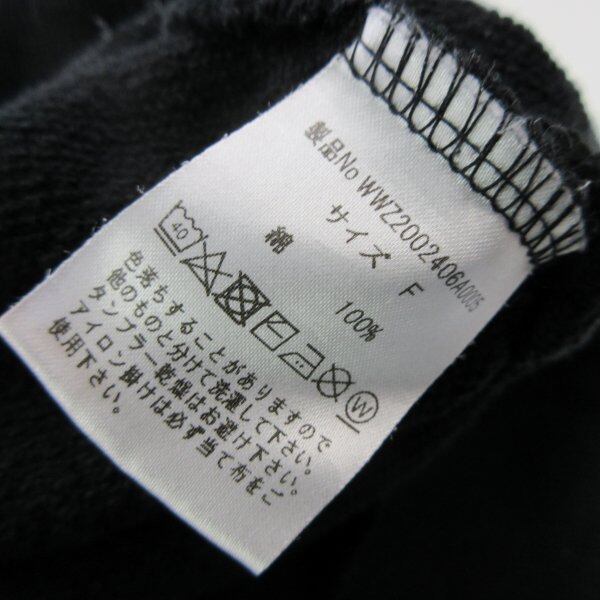 製品No WWZ2002406A0005
サイズ F
綿 100%
40 W
色落ちすることがありますので
他のものと分けて洗濯して下さい。
タンブラー乾燥はお避け下さい。
アイロン掛けは必ず当て布をご
使用下さい。